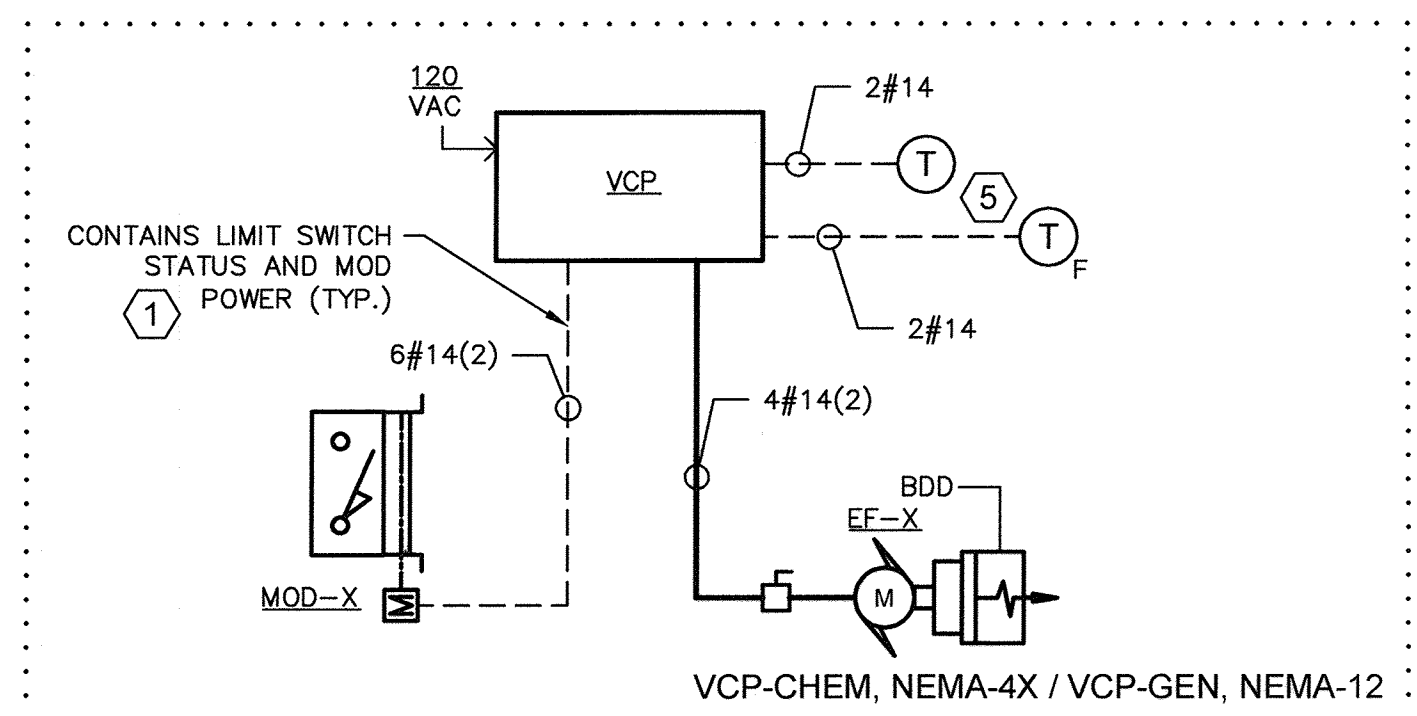 120
VAC
2#14
VCP
T
5
T
F
CONTAINS LIMIT SWITCH
STATUS AND MOD
POWER (TYP.)
1
2#14
6#14(2)
4#14(2)
BDD
EF-X
MOD-X
M
M
VCP-CHEM, NEMA-4X / VCP-GEN, NEMA-12